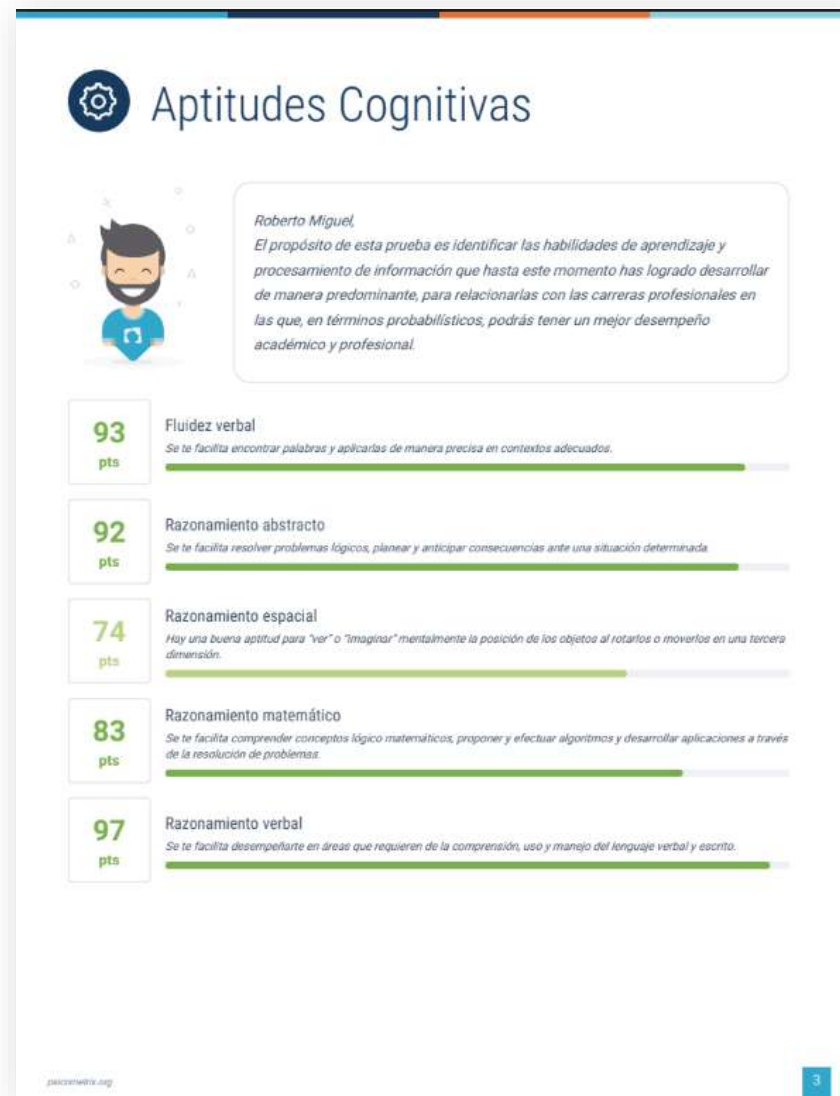 Aptitudes Cognitivas
Roberto Miguel,
El propósito de esta prueba es identificar las habilidades de aprendizaje y
procesamiento de información que hasta este momento has logrado desarrollar
de manera predominante, para relacionarlas con las carreras profesionales en
las que, en términos probabilísticos, podrás tener un mejor desempeño
académico y profesional.
93
pts
Fluidez verbal
Se te facilita encontrar palabras y aplicarlas de manera precisa en contextos adecuados.
92
pts
Razonamiento abstracto
Se te facilita resolver problemas lógicos, planear y anticipar consecuencias ante una situación determinada.
74
pts
Razonamiento espacial
Hay una buena aptitud para "ver" o "imaginar" mentalmente la posición de los objetos al rotarlos o moverlos en una tercera
dimensión.
83
pts
Razonamiento matemático
Se te facilita comprender conceptos lógico matemáticos, proponer y efectuar algoritmos y desarrollar aplicaciones a través
de la resolución de problemas.
97
pts
Razonamiento verbal
Se te facilita desempeñarte en áreas que requieren de la comprensión, uso y manejo del lenguaje verbal y escrito.
psicometrix.org
3